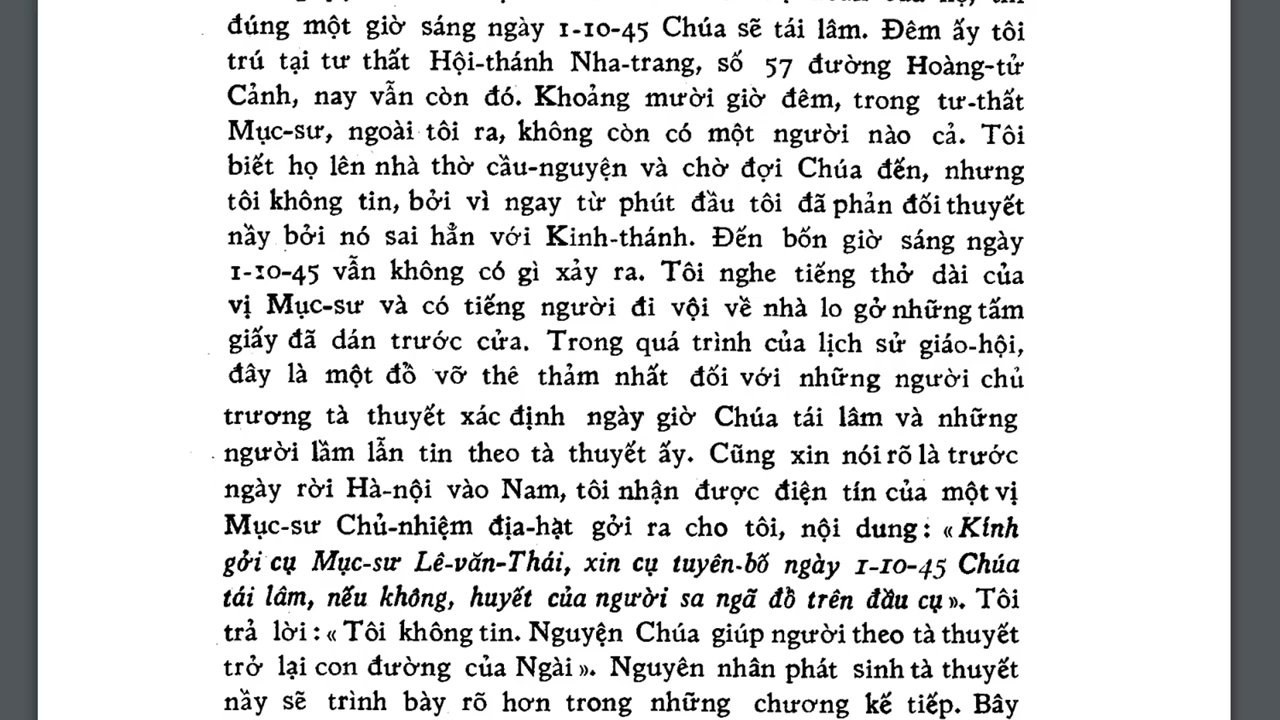 đúng một giờ sáng ngày 1-10-45 Chúa sẽ tái lâm. Đêm ấy tôi
trú tại tư thất Hội-thánh Nha-trang, số 57 đường Hoàng-tử
Cảnh, nay vẫn còn đó. Khoảng mười giờ đêm, trong tư-thất
Mục-sư, ngoài tôi ra, không còn có một người nào cả. Tôi
biết họ lên nhà thờ cầu-nguyện và chờ đợi Chúa đến, nhưng
tôi không tin, bởi vì ngay từ phút đầu tôi đã phản đối thuyết
nầy bởi nó sai hẳn với Kinh-thánh. Đến bốn giờ sáng ngày
1-10-45 vẫn không có gì xảy ra. Tôi nghe tiếng thở dài của
vị Mục-sư và có tiếng người đi vội về nhà lo gở những tấm
giấy đã dán trước cửa. Trong quá trình của lịch sử giáo-hội,
đây là một đồ vỡ thê thảm nhất đối với những người chủ
trương tà thuyết xác định ngày giờ Chúa tái lâm và những
người lầm lẫn tin theo tà thuyết ấy. Cũng xin nói rõ là trước
ngày rời Hà-nội vào Nam, tôi nhận được điện tín của một vị
Mục-sư Chủ-nhiệm địa-hạt gởi ra cho tôi, nội dung: «Kính
gởi cụ Mục-sư Lê-văn-Thái, xin cụ tuyên-bố ngày 1-10-45 Chúa
tái lâm, nếu không, huyết của người sa ngã đồ trên đầu cụ». Tôi
trả lời: «Tôi không tin. Nguyện Chúa giúp người theo tà thuyết
trở lại con đường của Ngài». Nguyên nhân phát sinh tà thuyết
nầy sẽ trình bày rõ hơn trong những chương kế tiếp. Bây